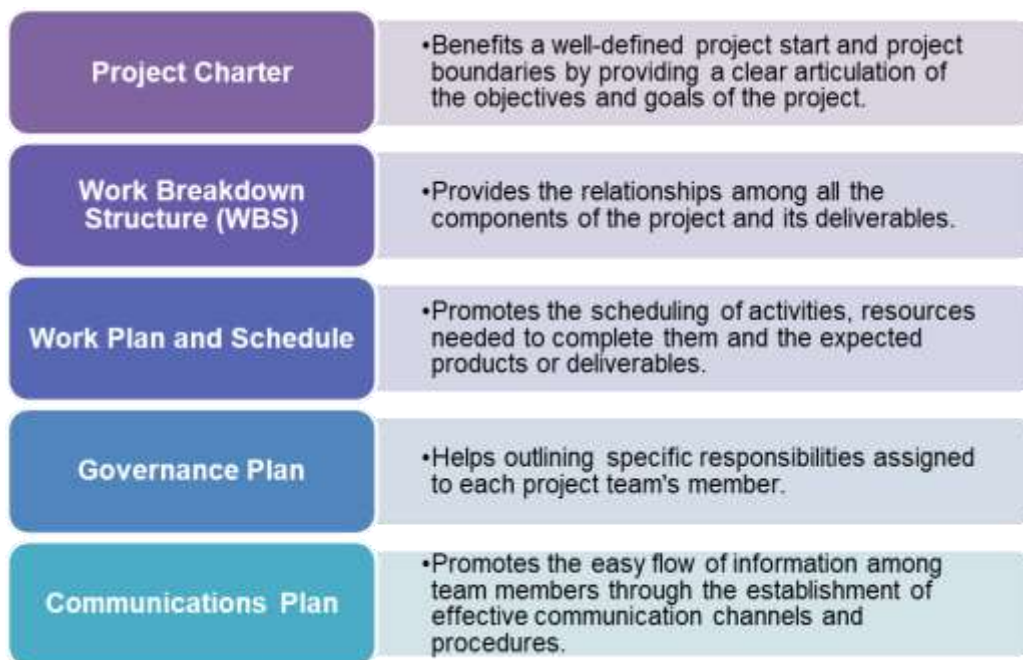 Project Charter
•Benefits a well-defined project start and project
boundaries by providing a clear articulation of
the objectives and goals of the project.
Work Breakdown
Structure (WBS)
•Provides the relationships among all the
components of the project and its deliverables.
Work Plan and Schedule
•Promotes the scheduling of activities, resources
needed to complete them and the expected
products or deliverables.
Governance Plan
•Helps outlining specific responsibilities assigned
to each project team's member.
Communications Plan
•Promotes the easy flow of information among
team members through the establishment of
effective communication channels and
procedures.